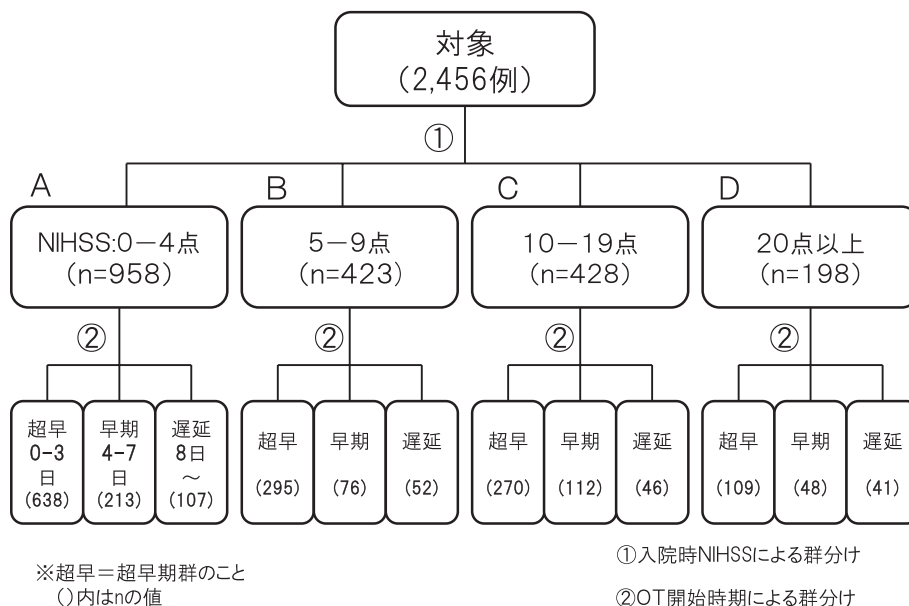 対象
(2,456例)
①
A
B
C
D
NIHSS:0－4点
(n=958)
5－9点
(n=423)
10－19点
(n=428)
20点以上
(n=198)
②
②
②
②
超早
0-3
日
(638)
早期
4-7
日
(213)
遅延
8日
～
(107)
超早
(295)
早期
(76)
遅延
(52)
超早
(270)
早期
(112)
遅延
(46)
超早
(109)
早期
(48)
遅延
(41)
※超早＝超早期群のこと
()内はnの値
①入院時NIHSSによる群分け
②OT開始時期による群分け